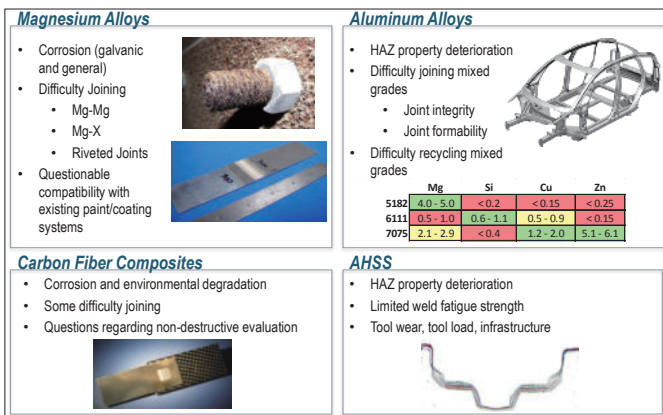 Magnesium Alloys
• Corrosion (galvanic
and general)
• Difficulty Joining
• Mg-Mg
• Mg-X
• Riveted Joints
• Questionable
compatibility with
existing paint/coating
systems
Aluminum Alloys
• HAZ property deterioration
• Difficulty joining mixed
grades
• Joint integrity
• Joint formability
• Difficulty recycling mixed
grades
Mg Si Cu Zn
5182 4.0 - 5.0 < 0.2 < 0.15 < 0.25
6111 0.5 - 1.0 0.6 - 1.1 0.5 - 0.9 < 0.15
7075 2.1 - 2.9 < 0.4 1.2 - 2.0 5.1 - 6.1
Carbon Fiber Composites
• Corrosion and environmental degradation
• Some difficulty joining
• Questions regarding non-destructive evaluation
AHSS
• HAZ property deterioration
• Limited weld fatigue strength
• Tool wear, tool load, infrastructure